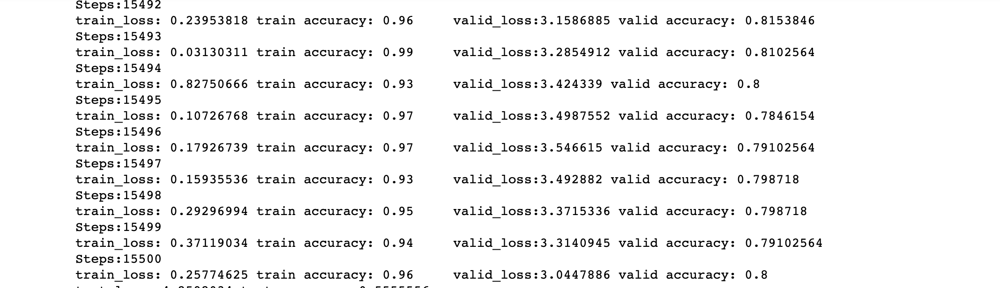 Steps:15492
train_loss: 0.23953818 train accuracy: 0.96 valid_loss:3.1586885 valid accuracy: 0.8153846
Steps:15493
train_loss: 0.03130311 train accuracy: 0.99 valid_loss:3.2854912 valid accuracy: 0.8102564
Steps:15494
train_loss: 0.82750666 train accuracy: 0.93 valid_loss:3.424339 valid accuracy: 0.8
Steps:15495
train_loss: 0.10726768 train accuracy: 0.97 valid_loss:3.4987552 valid accuracy: 0.7846154
Steps:15496
train_loss: 0.17926739 train accuracy: 0.97 valid_loss:3.546615 valid accuracy: 0.79102564
Steps:15497
train_loss: 0.15935536 train accuracy: 0.93 valid_loss:3.492882 valid accuracy: 0.798718
Steps:15498
train_loss: 0.29296994 train accuracy: 0.95 valid_loss:3.3715336 valid accuracy: 0.798718
Steps:15499
train_loss: 0.37119034 train accuracy: 0.94 valid_loss:3.3140945 valid accuracy: 0.79102564
Steps:15500
train_loss: 0.25774625 train accuracy: 0.96 valid_loss:3.0447886 valid accuracy: 0.8